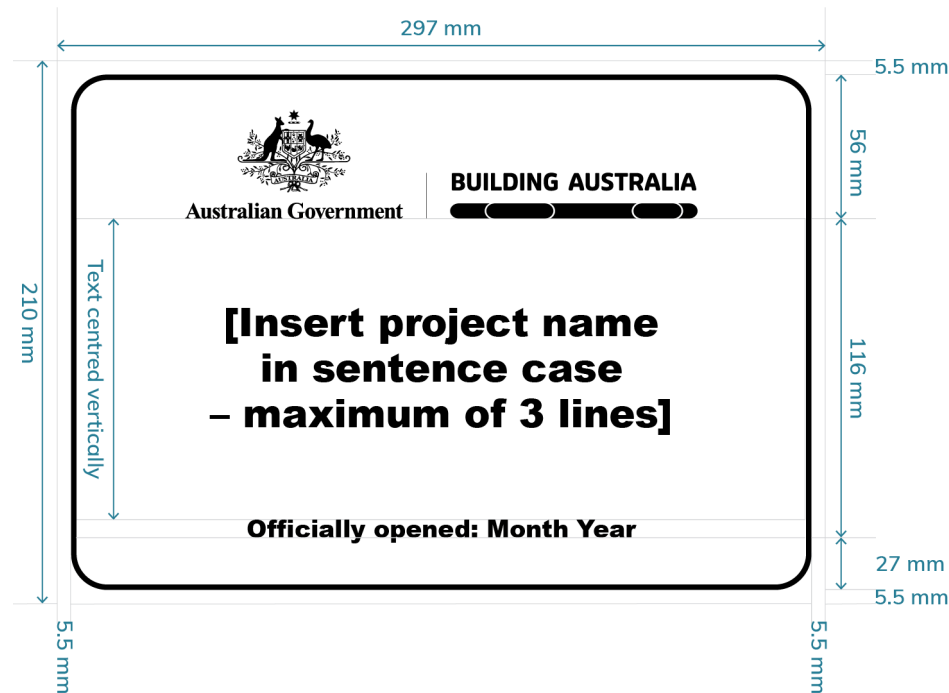 297 mm
5.5 mm
56 mm
AUSTRALIA
Australian Government
BUILDING AUSTRALIA
210 mm
Text centred vertically
[Insert project name
in sentence case
– maximum of 3 lines]
116 mm
Officially opened: Month Year
27 mm
5.5 mm
5.5 mm
5.5 mm